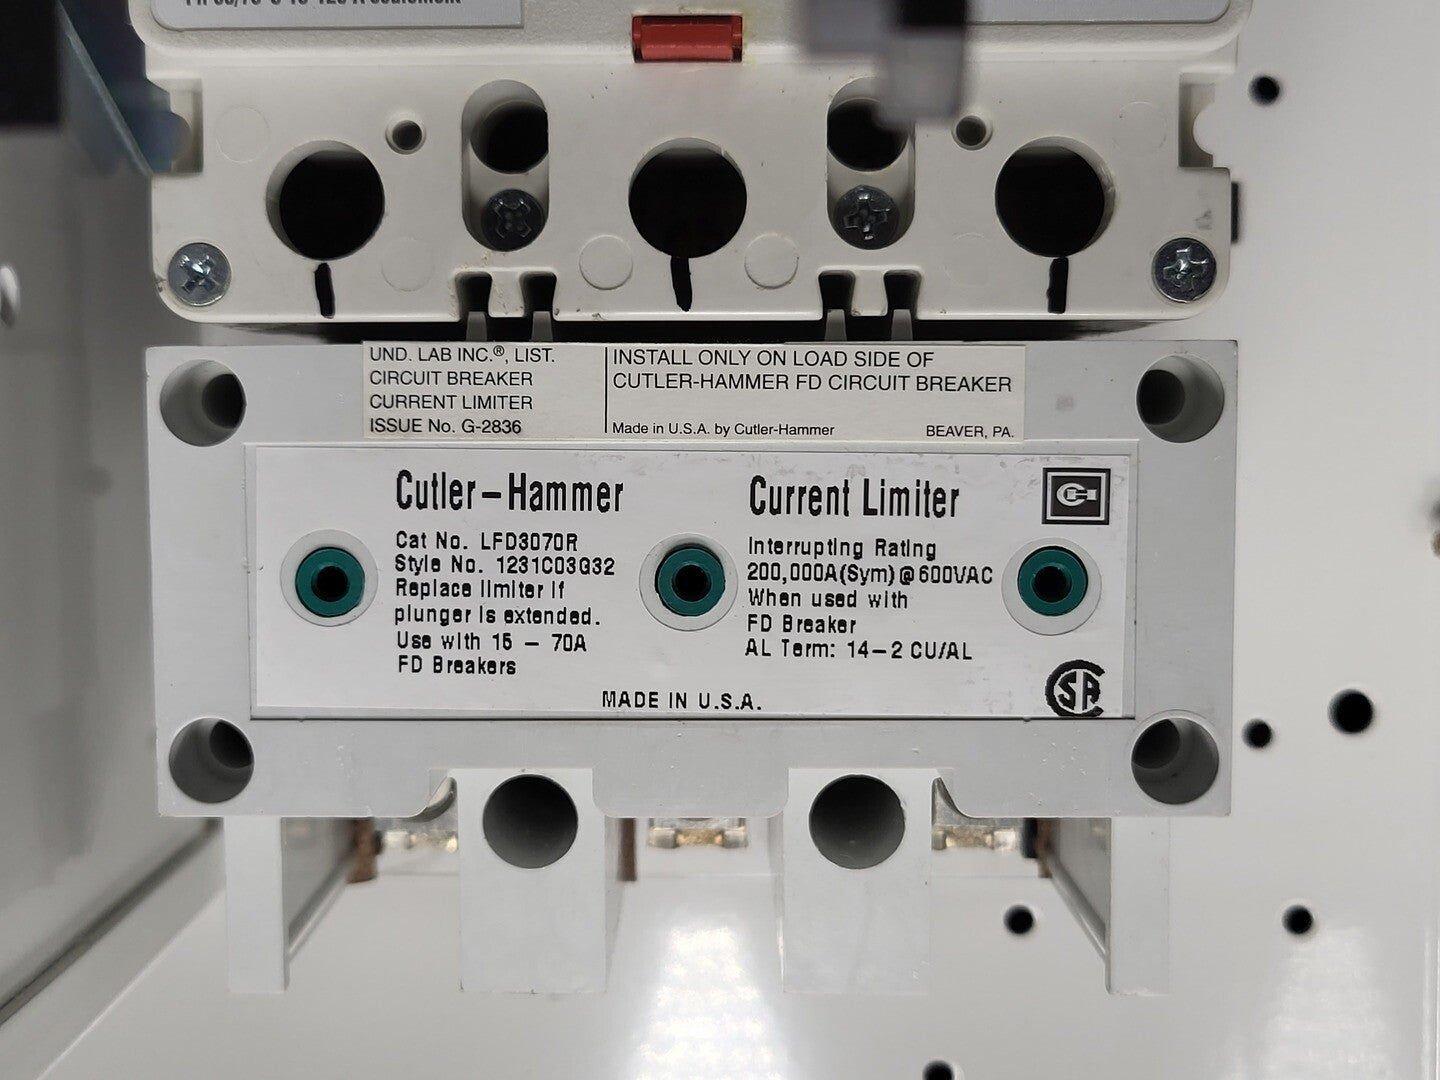 UND. LAB INC.®, LIST.
CIRCUIT BREAKER
CURRENT LIMITER
ISSUE No. G-2836
INSTALL ONLY ON LOAD SIDE OF
CUTLER-HAMMER FD CIRCUIT BREAKER
Made in U.S.A. by Cutler-Hammer
BEAVER, PA.
Cutler-Hammer
Cat No. LFD3070R
Style No. 1231C03G32
Replace limiter if
plunger is extended.
Use with 15 - 70A
FD Breakers
Current Limiter
Interrupting Rating
200,000A(Sym)@600VAC
When used with
FD Breaker
AL Term: 14-2 CU/AL
MADE IN U.S.A.